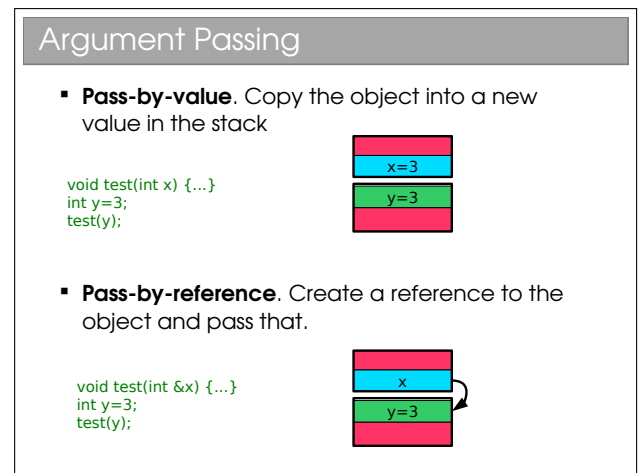 Argument Passing
▪ Pass-by-value. Copy the object into a new
value in the stack
x=3
void test(int x) {...}
int y=3;
test(y);
y=3
▪ Pass-by-reference. Create a reference to the
object and pass that.
void test(int &x) {...}
int y=3;
test(y);
x
y=3